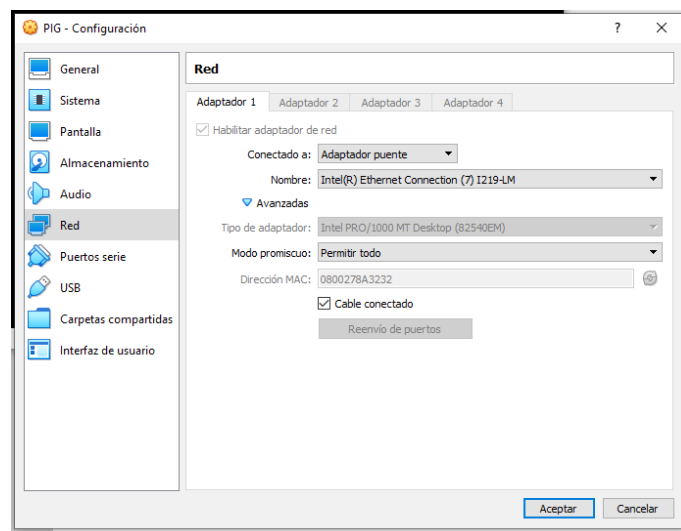 PIG - Configuración
? ×
General
Sistema
Pantalla
Almacenamiento
Audio
Red
Puertos serie
USB
Carpetas compartidas
Interfaz de usuario
Red
Adaptador 1 Adaptador 2 Adaptador 3 Adaptador 4
Habilitar adaptador de red
Conectado a: Adaptador puente
Nombre: Intel(R) Ethernet Connection (7) I219-LM
Avanzadas
Tipo de adaptador: Intel PRO/1000 MT Desktop (82540EM)
Modo promiscuo: Permitir todo
Dirección MAC: 0800278A3232
Cable conectado
Reenvío de puertos
Aceptar Cancelar